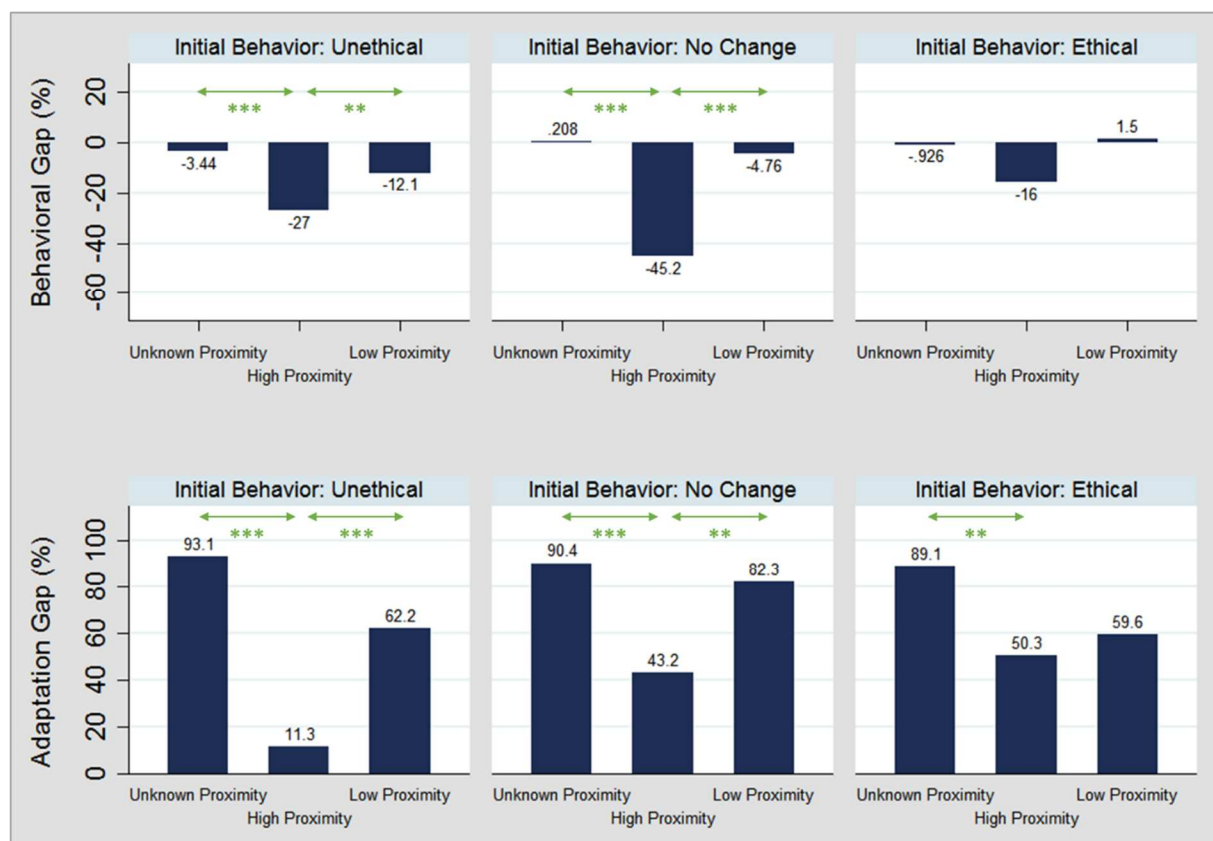 Initial Behavior: Unethical
Initial Behavior: No Change
Initial Behavior: Ethical
Behavioral Gap (%)
20
0
-20
-40
-60
***
**
-3.44
-27
-12.1
***
***
.208
-45.2
-4.76
-.926
-16
1.5
Unknown Proximity
High Proximity
Low Proximity
Unknown Proximity
High Proximity
Low Proximity
Unknown Proximity
High Proximity
Low Proximity
Initial Behavior: Unethical
Initial Behavior: No Change
Initial Behavior: Ethical
Adaptation Gap (%)
100
80
60
40
20
0
***
***
93.1
11.3
62.2
***
**
90.4
43.2
82.3
**
89.1
50.3
59.6
Unknown Proximity
High Proximity
Low Proximity
Unknown Proximity
High Proximity
Low Proximity
Unknown Proximity
High Proximity
Low Proximity